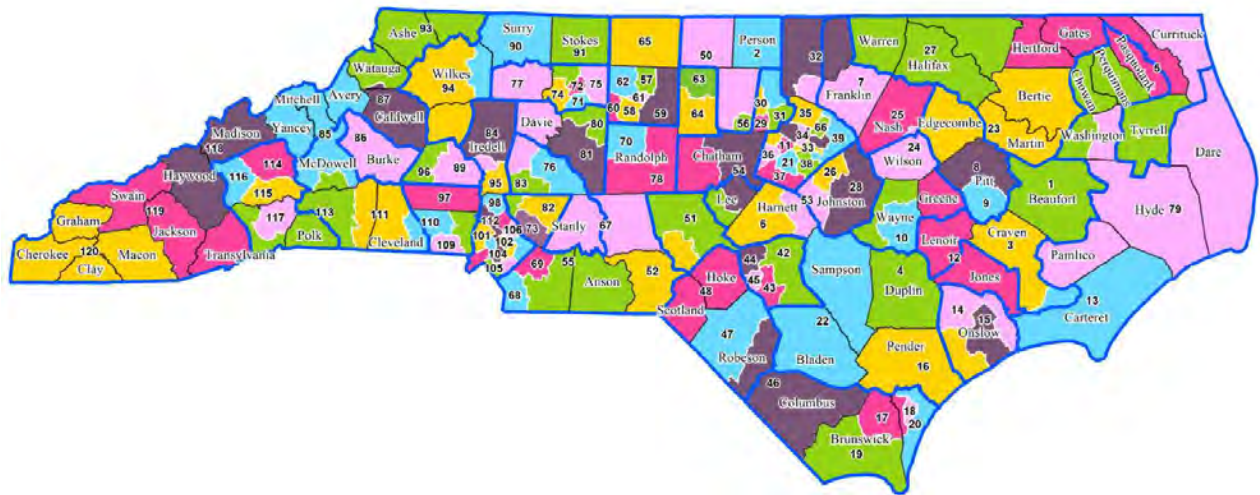 Ashe 93
Surry
90
Stokes
91
65
50
Person
2
32
Warren
27
Halifax
Hertford
Gates
Pasquotank
5
Currituck
Perquimans
Chowan
Watauga
Wilkes
94
77
74
72
75
71
62
57
61
58
60
59
63
64
56
30
29
31
35
66
34
11
33
36
21
38
37
39
7
Franklin
25
Nash
Edgecombe
23
Bertie
Martin
Washington
Tyrrell
Dare
Mitchell
Avery
87
Caldwell
Yancey
85
Madison
118
84
Iredell
Davie
80
81
70
Randolph
78
Chatham
54
24
Wilson
8
Pitt
9
1
Beaufort
Hyde 79
86
Burke
McDowell
114
116
115
Haywood
96
89
95
83
76
26
28
Johnston
53
Wayne
10
Greene
Lenoir
12
Craven
3
Pamlico
Swain
119
Jackson
117
113
Polk
111
Cleveland
97
110
109
98
112
101
106
102
104
105
82
73
Stanly
67
51
Lee
Harnett
6
Graham
Cherokee
120
Clay
Macon
Transylvania
68
69
55
Anson
52
Hoke
48
Scotland
44
45
43
42
Sampson
4
Duplin
Jones
14
15
Onslow
13
Carteret
47
Robeson
22
Bladen
Pender
16
46
Columbus
17
18
20
Brunswick
19